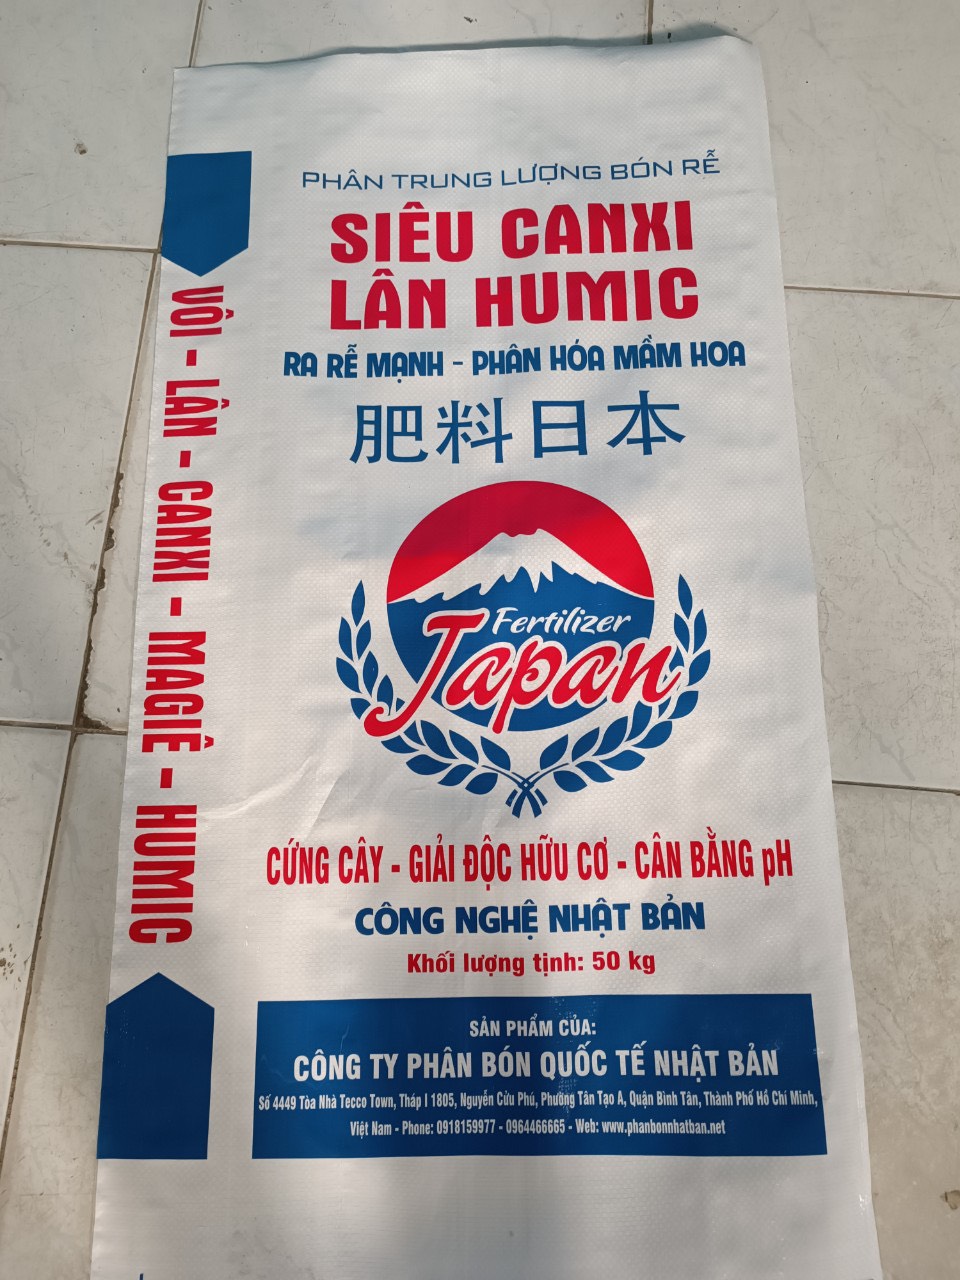 PHÂN TRUNG LƯỢNG BÓN RỄ
SIÊU CANXI
LÂN HUMIC
RA RỄ MẠNH - PHÂN HÓA MẦM HOA
肥料日本
Fertilizer
Japan
CỨNG CÂY - GIẢI ĐỘC HỮU CƠ - CÂN BẰNG pH
CÔNG NGHỆ NHẬT BẢN
Khối lượng tịnh: 50 kg
SẢN PHẨM CỦA:
CÔNG TY PHÂN BÓN QUỐC TẾ NHẬT BẢN
Số 4449 Tòa Nhà Tecco Town, Tháp I 1805, Nguyễn Cửu Phú, Phường Tân Tạo A, Quận Bình Tân, Thành Phố Hồ Chí Minh,
Việt Nam - Phone: 0918159977 - 0964466665 - Web: www.phanbonnhatban.net
VÔI - LÂN - CANXI - MAGIÊ - HUMIC